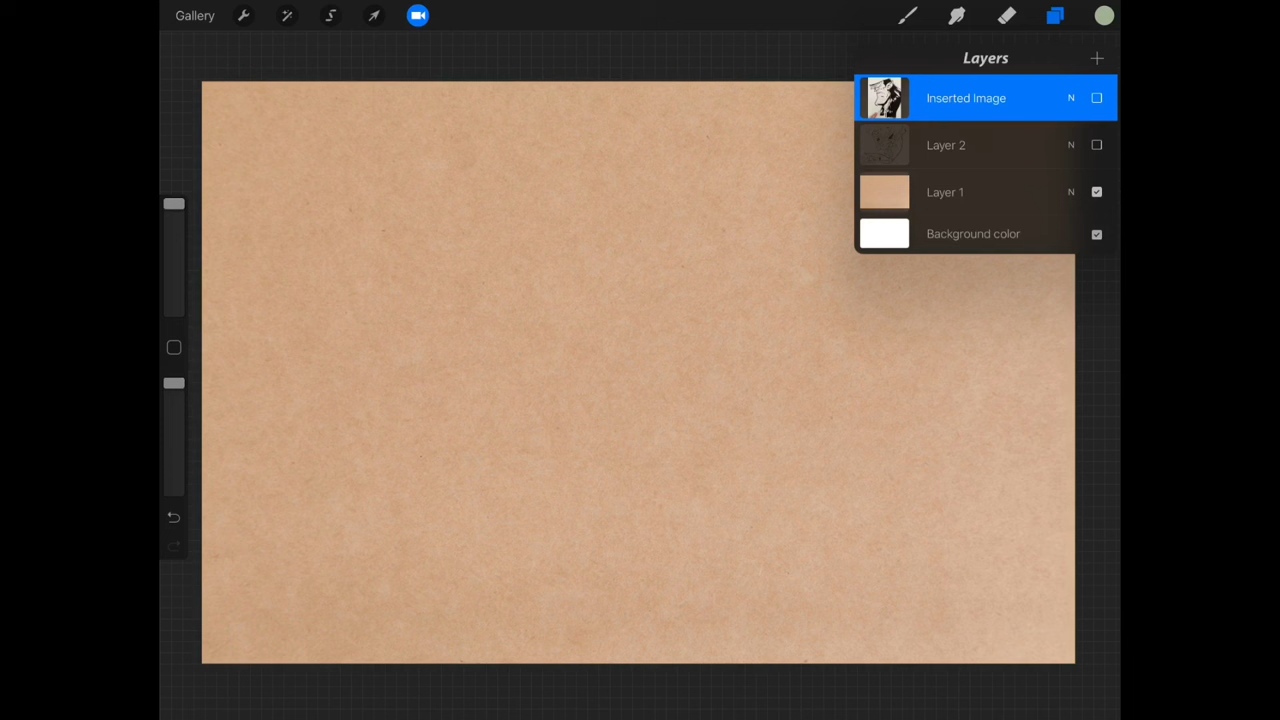 Gallery
Layers
Inserted Image N
Layer 2 N
Layer 1 N
Background color